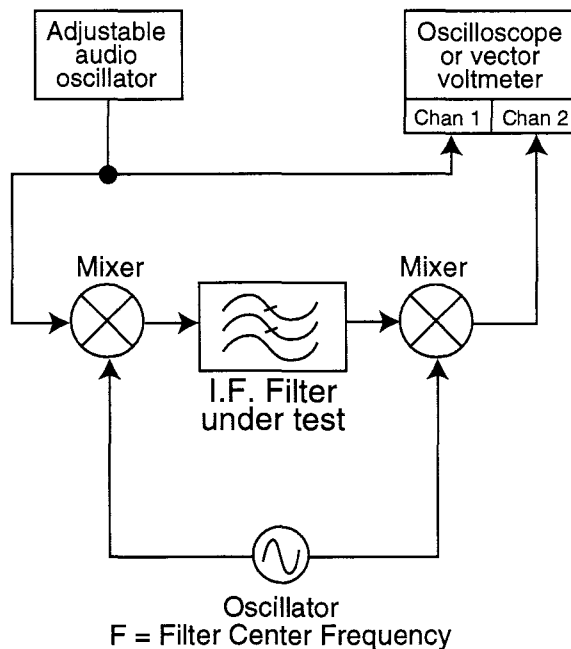 Adjustable
audio
oscillator
Oscilloscope
or vector
voltmeter
Chan 1
Chan 2
Mixer
Mixer
I.F. Filter
under test
Oscillator
F = Filter Center Frequency